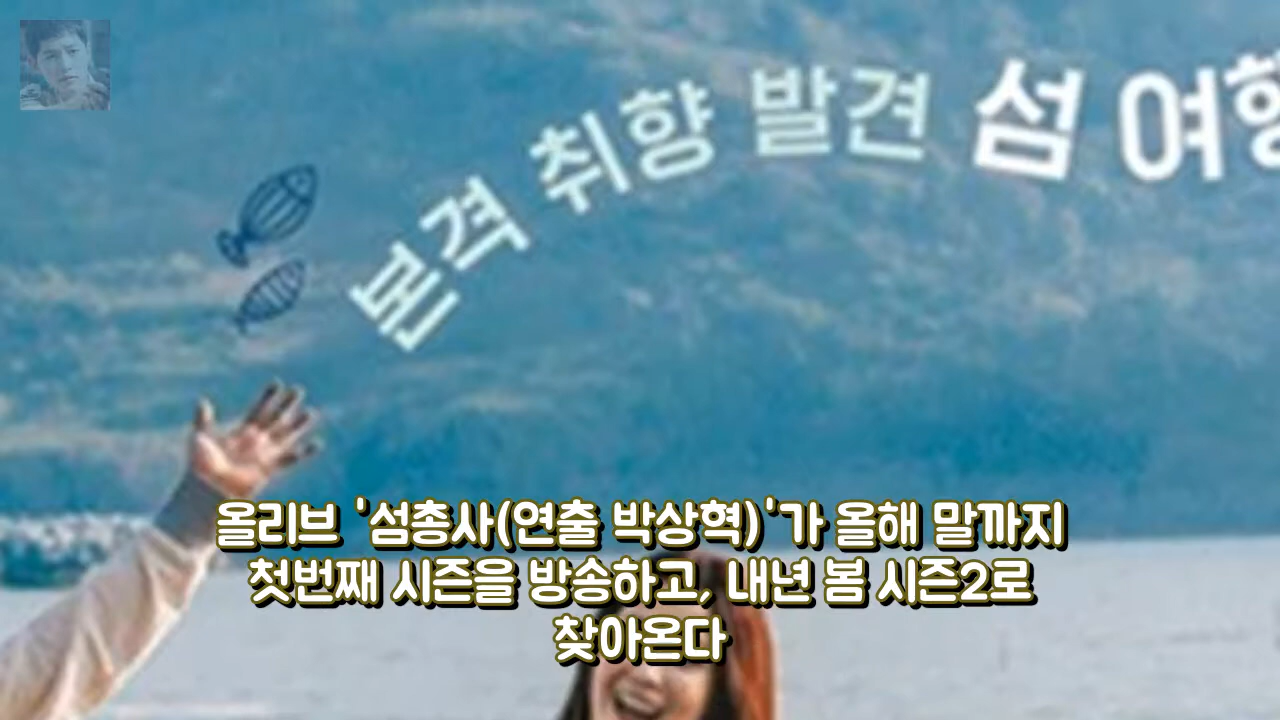 본격 취향 발견 섬 여행
올리브 '섬총사(연출 박상혁)'가 올해 말까지
첫번째 시즌을 방송하고, 내년 봄 시즌2로
찾아온다